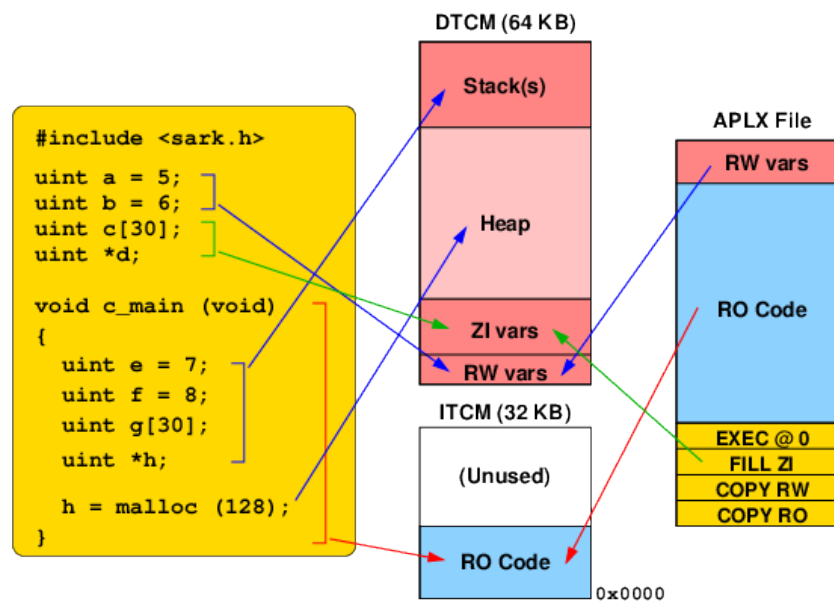 #include <sark.h>
uint a = 5;
uint b = 6;
uint c[30];
uint *d;
void c_main (void)
{
uint e = 7;
uint f = 8;
uint g[30];
uint *h;
h = malloc (128);
}
DTCM (64 KB)
Stack(s)
Heap
ZI vars
RW vars
ITCM (32 KB)
(Unused)
RO Code
0x0000
APLX File
RW vars
RO Code
EXEC @ 0
FILL ZI
COPY RW
COPY RO